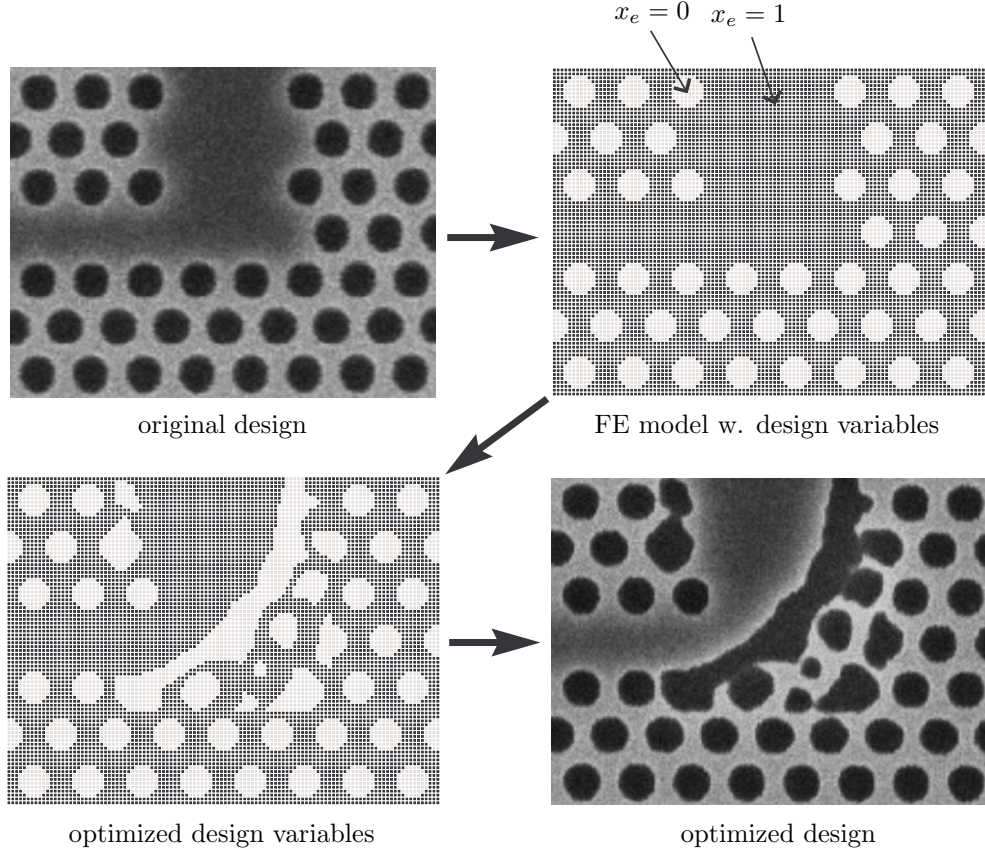 x_e = 0 x_e = 1
original design
FE model w. design variables
optimized design variables
optimized design